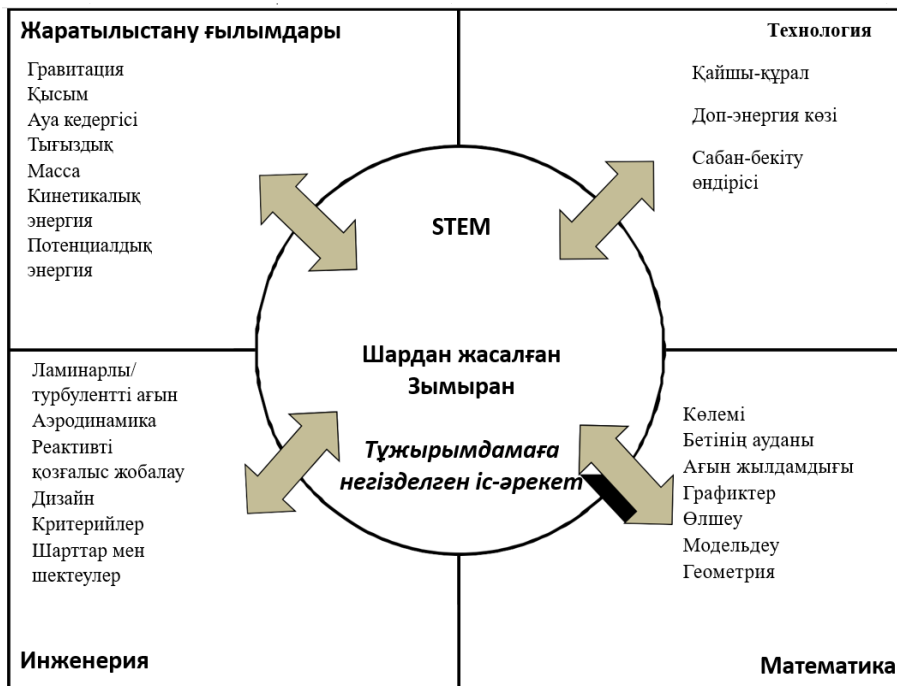 Жаратылыстану ғылымдары
Гравитация
Қысым
Ауа кедергісі
Тығыздық
Масса
Кинетикалық
энергия
Потенциалдық
энергия
Технология
Қайшы-құрал
Доп-энергия көзі
Сабан-бекіту
өндірісі
STEM
Шардан жасалған
Зымыран
Тұжырымдамаға
негізделген іс-әрекет
Ламинарлы/
турбулентті ағын
Аэродинамика
Реактивті
қозғалыс жобалау
Дизайн
Критерийлер
Шарттар мен
шектеулер
Инженерия
Көлемі
Бетінің ауданы
Ағын жылдамдығы
Графиктер
Өлшеу
Модельдеу
Геометрия
Математика